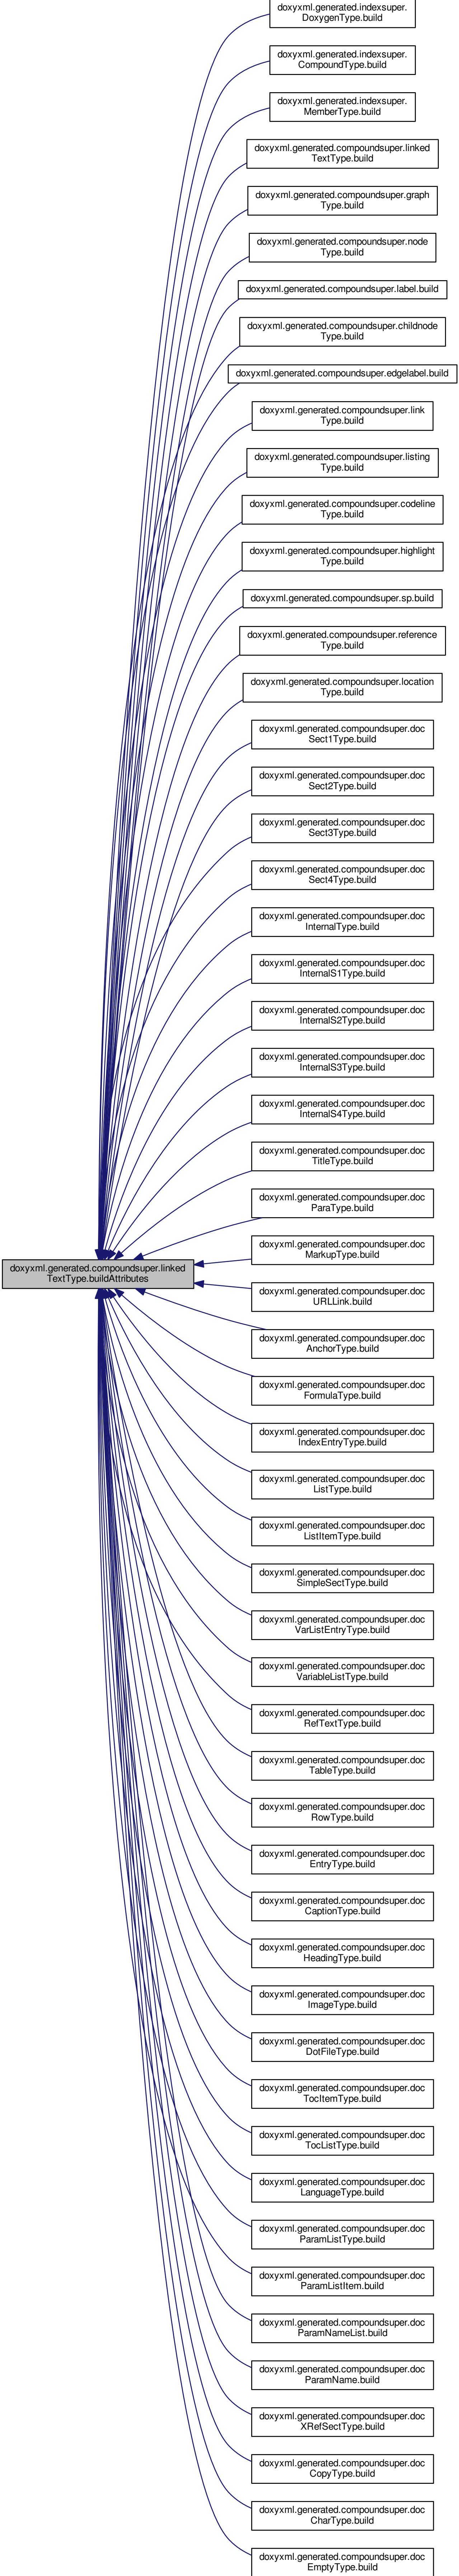 doxyxml.generated.indexsuper.
DoxygenType.build
doxyxml.generated.indexsuper.
CompoundType.build
doxyxml.generated.indexsuper.
MemberType.build
doxyxml.generated.compoundsuper.linked
TextType.build
doxyxml.generated.compoundsuper.graph
Type.build
doxyxml.generated.compoundsuper.node
Type.build
doxyxml.generated.compoundsuper.label.build
doxyxml.generated.compoundsuper.childnode
Type.build
doxyxml.generated.compoundsuper.edgelabel.build
doxyxml.generated.compoundsuper.link
Type.build
doxyxml.generated.compoundsuper.listing
Type.build
doxyxml.generated.compoundsuper.codeline
Type.build
doxyxml.generated.compoundsuper.highlight
Type.build
doxyxml.generated.compoundsuper.sp.build
doxyxml.generated.compoundsuper.reference
Type.build
doxyxml.generated.compoundsuper.location
Type.build
doxyxml.generated.compoundsuper.doc
Sect1Type.build
doxyxml.generated.compoundsuper.doc
Sect2Type.build
doxyxml.generated.compoundsuper.doc
Sect3Type.build
doxyxml.generated.compoundsuper.doc
Sect4Type.build
doxyxml.generated.compoundsuper.doc
InternalType.build
doxyxml.generated.compoundsuper.doc
InternalS1Type.build
doxyxml.generated.compoundsuper.doc
InternalS2Type.build
doxyxml.generated.compoundsuper.doc
InternalS3Type.build
doxyxml.generated.compoundsuper.doc
InternalS4Type.build
doxyxml.generated.compoundsuper.doc
TitleType.build
doxyxml.generated.compoundsuper.doc
ParaType.build
doxyxml.generated.compoundsuper.doc
MarkupType.build
doxyxml.generated.compoundsuper.linked
TextType.buildAttributes
doxyxml.generated.compoundsuper.doc
URLLink.build
doxyxml.generated.compoundsuper.doc
AnchorType.build
doxyxml.generated.compoundsuper.doc
FormulaType.build
doxyxml.generated.compoundsuper.doc
IndexEntryType.build
doxyxml.generated.compoundsuper.doc
ListType.build
doxyxml.generated.compoundsuper.doc
ListItemType.build
doxyxml.generated.compoundsuper.doc
SimpleSectType.build
doxyxml.generated.compoundsuper.doc
VarListEntryType.build
doxyxml.generated.compoundsuper.doc
VariableListType.build
doxyxml.generated.compoundsuper.doc
RefTextType.build
doxyxml.generated.compoundsuper.doc
TableType.build
doxyxml.generated.compoundsuper.doc
RowType.build
doxyxml.generated.compoundsuper.doc
EntryType.build
doxyxml.generated.compoundsuper.doc
CaptionType.build
doxyxml.generated.compoundsuper.doc
HeadingType.build
doxyxml.generated.compoundsuper.doc
ImageType.build
doxyxml.generated.compoundsuper.doc
DotFileType.build
doxyxml.generated.compoundsuper.doc
TocItemType.build
doxyxml.generated.compoundsuper.doc
TocListType.build
doxyxml.generated.compoundsuper.doc
LanguageType.build
doxyxml.generated.compoundsuper.doc
ParamListType.build
doxyxml.generated.compoundsuper.doc
ParamListItem.build
doxyxml.generated.compoundsuper.doc
ParamNameList.build
doxyxml.generated.compoundsuper.doc
ParamName.build
doxyxml.generated.compoundsuper.doc
XRefSectType.build
doxyxml.generated.compoundsuper.doc
CopyType.build
doxyxml.generated.compoundsuper.doc
CharType.build
doxyxml.generated.compoundsuper.doc
EmptyType.build